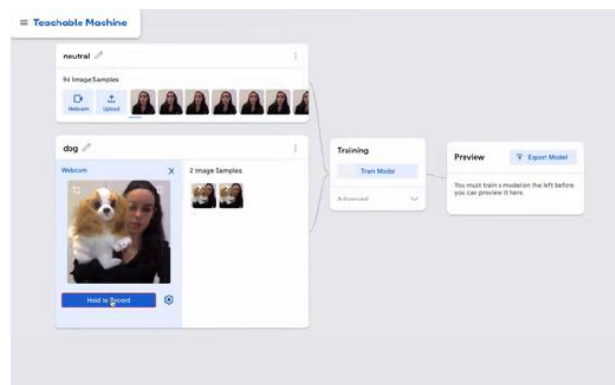 Teachable Machine
neutral
94 Image Samples
Webcam
Upload
dog
Webcam
X
2 Image Samples
Hold to Record
Training
Train Model
Advanced
Preview
Export Model
You must train a model on the left before
you can preview it here.